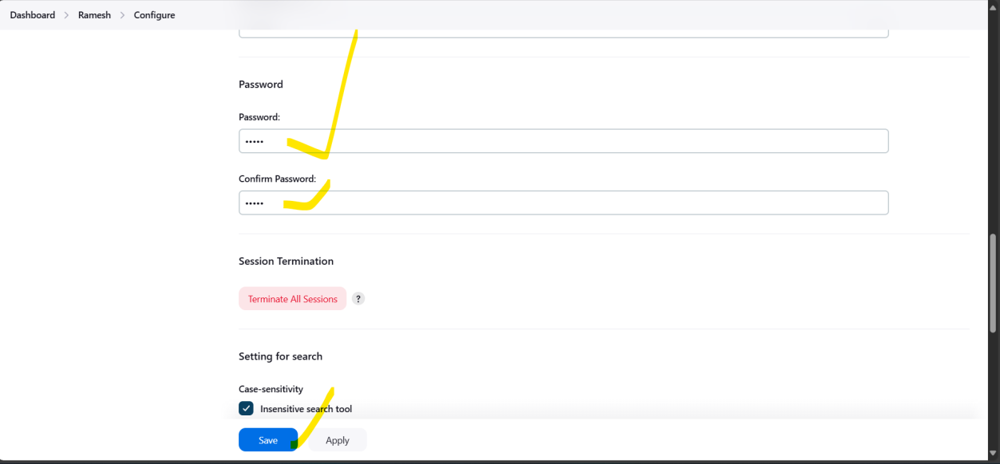 Dashboard > Ramesh > Configure
Password
Password:
•••••
Confirm Password:
•••••
Session Termination
Terminate All Sessions ?
Setting for search
Case-sensitivity
Insensitive search tool
Save Apply